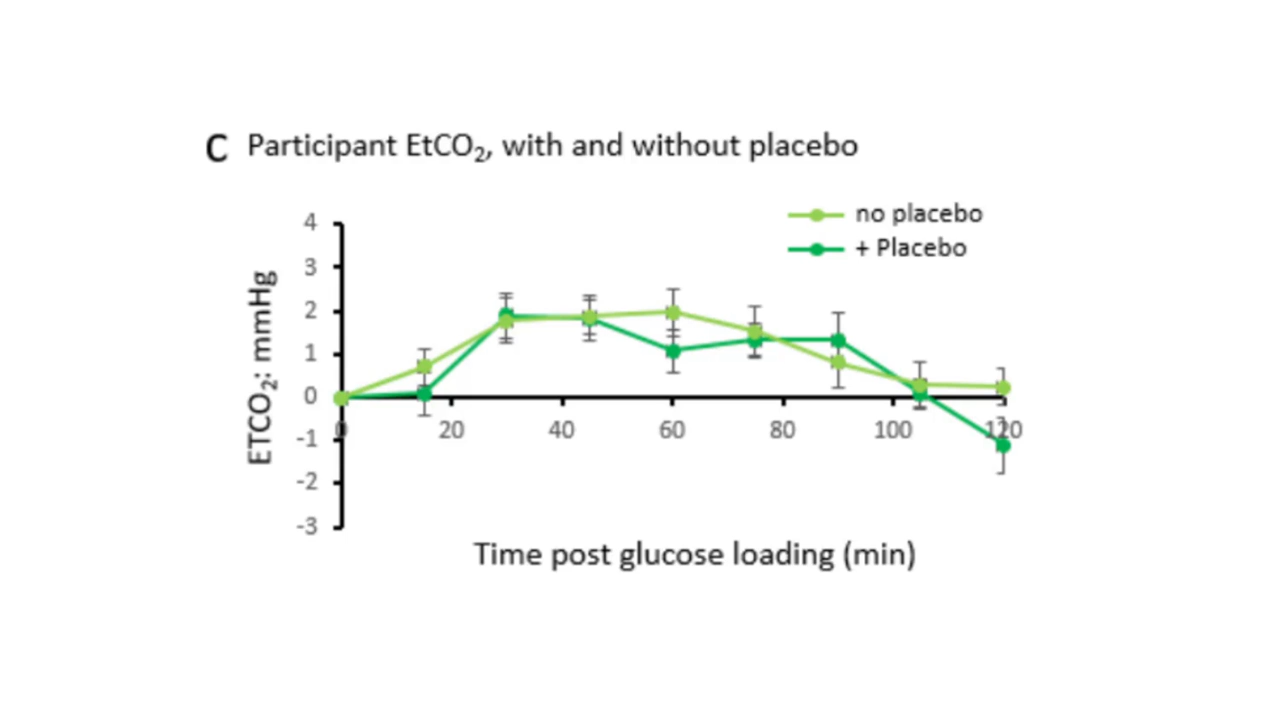 C Participant EtCO₂, with and without placebo
no placebo
+ Placebo
4
3
2
1
0
-1
-2
-3
ETCO₂: mmHg
0 20 40 60 80 100 120
Time post glucose loading (min)